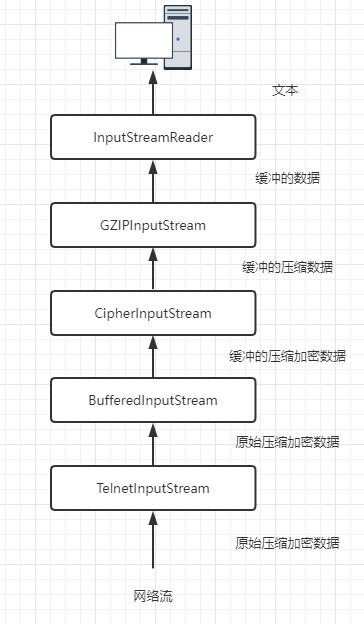 文本
InputStreamReader
缓冲的数据
GZIPInputStream
缓冲的压缩数据
CipherInputStream
缓冲的压缩加密数据
BufferedInputStream
原始压缩加密数据
TelnetInputStream
原始压缩加密数据
网络流